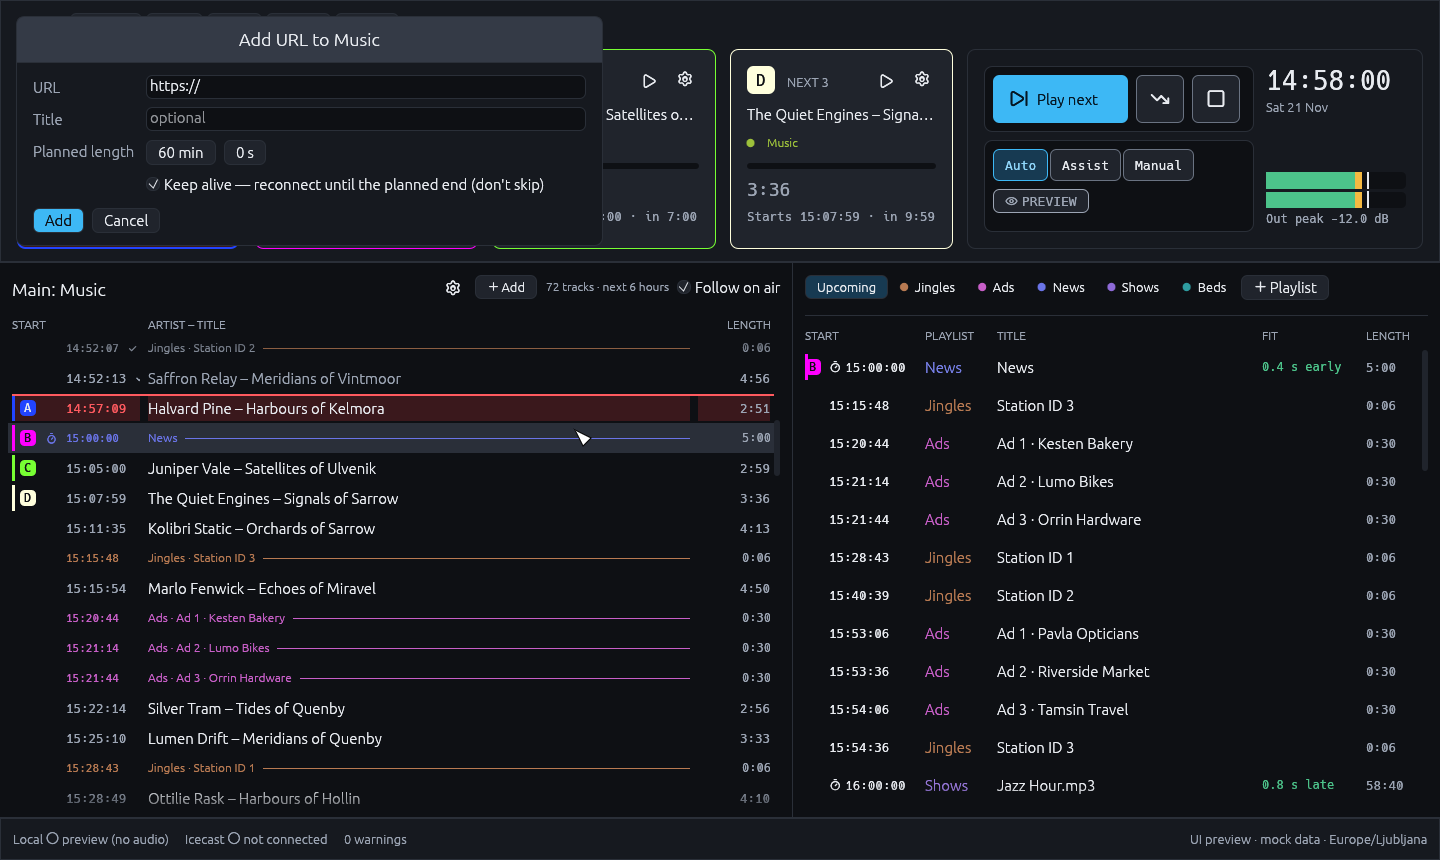 Add URL to Music
URL https://
Title optional
Planned length 60 min 0 s
Keep alive — reconnect until the planned end (don't skip)
Add Cancel
Satellites o…
:00 · in 7:00
D NEXT 3
The Quiet Engines – Signa…
Music
3:36
Starts 15:07:59 · in 9:59
Play next
Auto Assist Manual
PREVIEW
14:58:00
Sat 21 Nov
Out peak -12.0 dB
Main: Music
+ Add 72 tracks · next 6 hours Follow on air
START ARTIST – TITLE LENGTH
14:52:07 Jingles · Station ID 2 0:06
14:52:13 Saffron Relay – Meridians of Vintmoor 4:56
A 14:57:09 Halvard Pine – Harbours of Kelmora 2:51
B 15:00:00 News 5:00
C 15:05:00 Juniper Vale – Satellites of Ulvenik 2:59
D 15:07:59 The Quiet Engines – Signals of Sarrow 3:36
15:11:35 Kolibri Static – Orchards of Sarrow 4:13
15:15:48 Jingles · Station ID 3 0:06
15:15:54 Marlo Fenwick – Echoes of Miravel 4:50
15:20:44 Ads · Ad 1 · Kesten Bakery 0:30
15:21:14 Ads · Ad 2 · Lumo Bikes 0:30
15:21:44 Ads · Ad 3 · Orrin Hardware 0:30
15:22:14 Silver Tram – Tides of Quenby 2:56
15:25:10 Lumen Drift – Meridians of Quenby 3:33
15:28:43 Jingles · Station ID 1 0:06
15:28:49 Ottilie Rask – Harbours of Hollin 4:10
Upcoming Jingles Ads News Shows Beds + Playlist
START PLAYLIST TITLE FIT LENGTH
B 15:00:00 News News 0.4 s early 5:00
15:15:48 Jingles Station ID 3 0:06
15:20:44 Ads Ad 1 · Kesten Bakery 0:30
15:21:14 Ads Ad 2 · Lumo Bikes 0:30
15:21:44 Ads Ad 3 · Orrin Hardware 0:30
15:28:43 Jingles Station ID 1 0:06
15:40:39 Jingles Station ID 2 0:06
15:53:06 Ads Ad 1 · Pavla Opticians 0:30
15:53:36 Ads Ad 2 · Riverside Market 0:30
15:54:06 Ads Ad 3 · Tamsin Travel 0:30
15:54:36 Jingles Station ID 3 0:06
16:00:00 Shows Jazz Hour.mp3 0.8 s late 58:40
Local preview (no audio) Icecast not connected 0 warnings
UI preview · mock data · Europe/Ljubljana